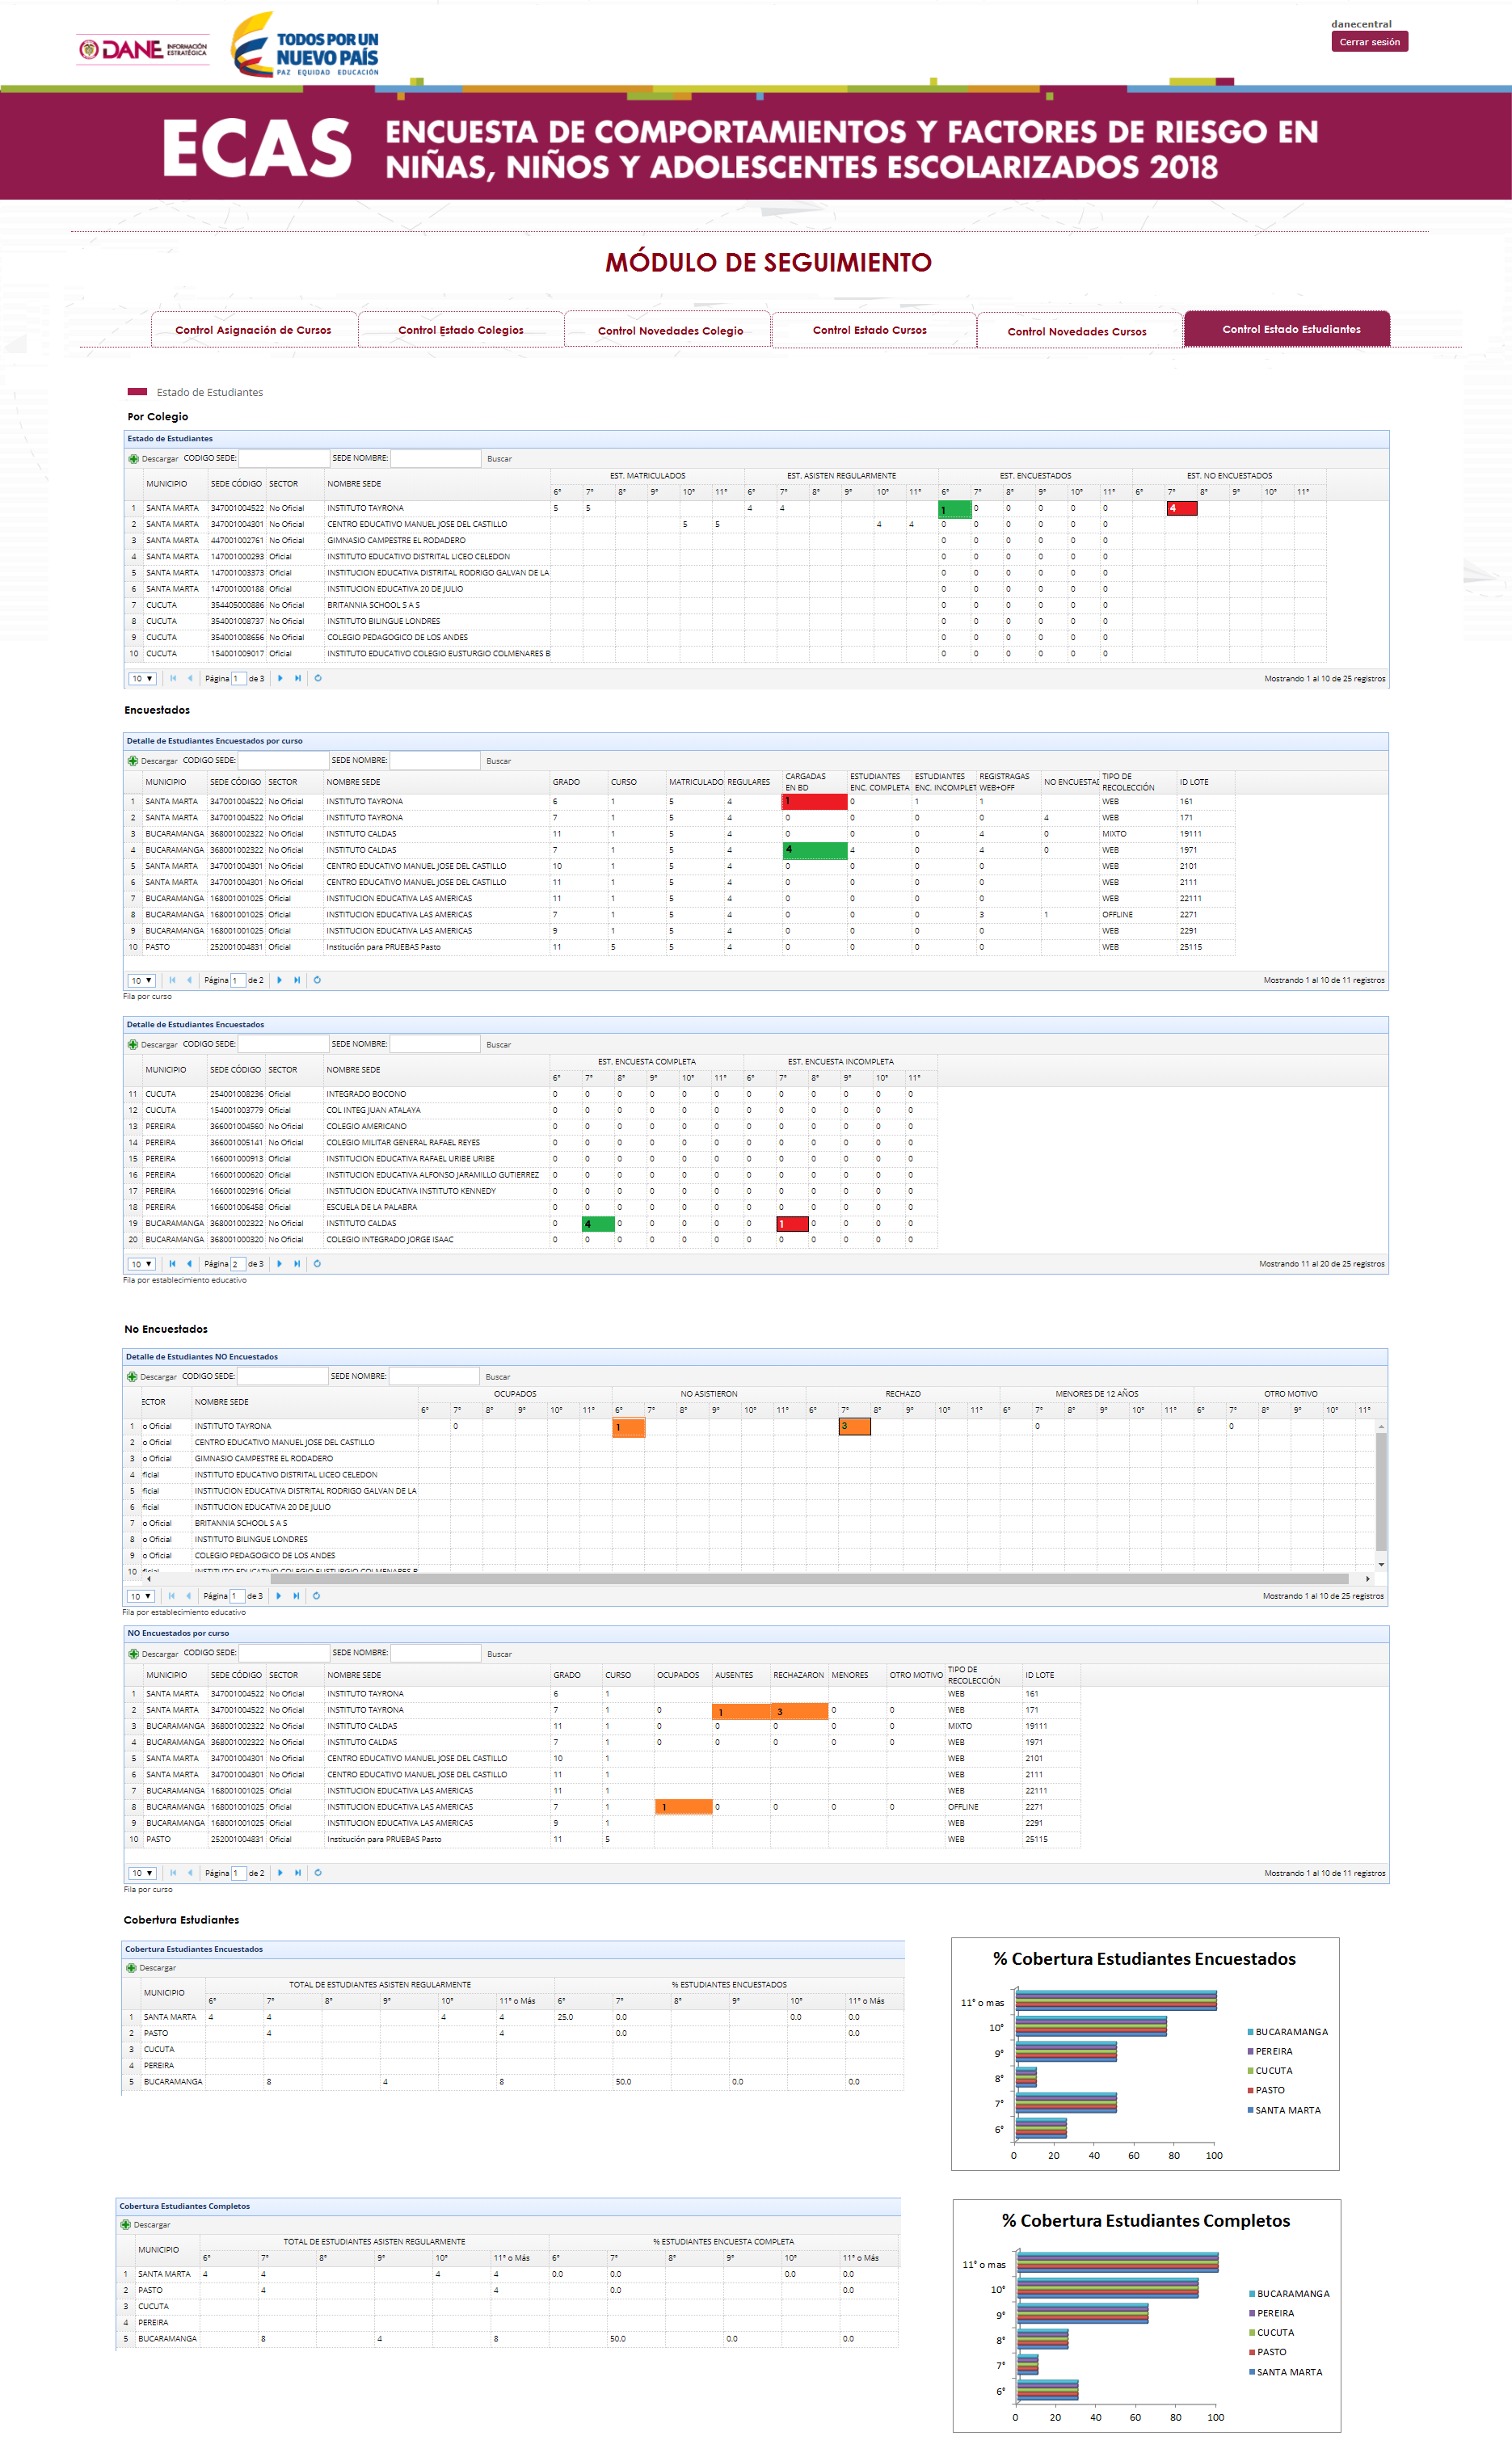 DANE INFORMACIÓN ESTRATÉGICA
TODOS POR UN
NUEVO PAÍS
PAZ EQUIDAD EDUCACIÓN
danecentral
Cerrar sesión
ECAS
ENCUESTA DE COMPORTAMIENTOS Y FACTORES DE RIESGO EN
NIÑAS, NIÑOS Y ADOLESCENTES ESCOLARIZADOS 2018
MÓDULO DE SEGUIMIENTO
Control Asignación de Cursos Control Estado Colegios Control Novedades Colegio Control Estado Cursos Control Novedades Cursos Control Estado Estudiantes
Estado de Estudiantes
Por Colegio
Estado de Estudiantes
Descargar CODIGO SEDE: SEDE NOMBRE: Buscar
MUNICIPIO SEDE CÓDIGO SECTOR NOMBRE SEDE EST. MATRICULADOS EST. ASISTEN REGULARMENTE EST. ENCUESTADOS EST. NO ENCUESTADOS
6° 7° 8° 9° 10° 11° 6° 7° 8° 9° 10° 11° 6° 7° 8° 9° 10° 11° 6° 7° 8° 9° 10° 11°
1 SANTA MARTA 347001004522 No Oficial INSTITUTO TAYRONA 5 5 4 4 1 0 0 0 0 0 4
2 SANTA MARTA 347001004301 No Oficial CENTRO EDUCATIVO MANUEL JOSE DEL CASTILLO 5 5 4 4 0 0 0 0 0 0
3 SANTA MARTA 447001002761 No Oficial GIMNASIO CAMPESTRE EL RODADERO 0 0 0 0 0 0
4 SANTA MARTA 147001000293 Oficial INSTITUTO EDUCATIVO DISTRITAL LICEO CELEDON 0 0 0 0 0 0
5 SANTA MARTA 147001003373 Oficial INSTITUCION EDUCATIVA DISTRITAL RODRIGO GALVAN DE LA 0 0 0 0 0 0
6 SANTA MARTA 147001000188 Oficial INSTITUCION EDUCATIVA 20 DE JULIO 0 0 0 0 0 0
7 CUCUTA 354405000886 No Oficial BRITANNIA SCHOOL S A S 0 0 0 0 0 0
8 CUCUTA 354001008737 No Oficial INSTITUTO BILINGUE LONDRES 0 0 0 0 0 0
9 CUCUTA 354001008656 No Oficial COLEGIO PEDAGOGICO DE LOS ANDES 0 0 0 0 0 0
10 CUCUTA 154001009017 Oficial INSTITUTO EDUCATIVO COLEGIO EUSTURGIO COLMENARES B 0 0 0 0 0 0
10 Página 1 de 3 Mostrando 1 al 10 de 25 registros
Encuestados
Detalle de Estudiantes Encuestados por curso
Descargar CODIGO SEDE: SEDE NOMBRE: Buscar
MUNICIPIO SEDE CÓDIGO SECTOR NOMBRE SEDE GRADO CURSO MATRICULADO REGULARES CARGADAS EN BD ESTUDIANTES ENC. COMPLETA ESTUDIANTES ENC. INCOMPLET REGISTRAGAS WEB+OFF NO ENCUESTAD TIPO DE RECOLECCIÓN ID LOTE
1 SANTA MARTA 347001004522 No Oficial INSTITUTO TAYRONA 6 1 5 4 1 0 1 1 WEB 161
2 SANTA MARTA 347001004522 No Oficial INSTITUTO TAYRONA 7 1 5 4 0 0 0 0 4 WEB 171
3 BUCARAMANGA 368001002322 No Oficial INSTITUTO CALDAS 11 1 5 4 0 0 0 4 0 MIXTO 19111
4 BUCARAMANGA 368001002322 No Oficial INSTITUTO CALDAS 7 1 5 4 4 4 0 4 0 WEB 1971
5 SANTA MARTA 347001004301 No Oficial CENTRO EDUCATIVO MANUEL JOSE DEL CASTILLO 10 1 5 4 0 0 0 0 WEB 2101
6 SANTA MARTA 347001004301 No Oficial CENTRO EDUCATIVO MANUEL JOSE DEL CASTILLO 11 1 5 4 0 0 0 0 WEB 2111
7 BUCARAMANGA 168001001025 Oficial INSTITUCION EDUCATIVA LAS AMERICAS 11 1 5 4 0 0 0 0 WEB 22111
8 BUCARAMANGA 168001001025 Oficial INSTITUCION EDUCATIVA LAS AMERICAS 7 1 5 4 0 0 0 3 1 OFFLINE 2271
9 BUCARAMANGA 168001001025 Oficial INSTITUCION EDUCATIVA LAS AMERICAS 9 1 5 4 0 0 0 0 WEB 2291
10 PASTO 252001004831 Oficial Institución para PRUEBAS Pasto 11 5 5 4 0 0 0 0 WEB 25115
10 Página 1 de 2 Mostrando 1 al 10 de 11 registros
Fila por curso
Detalle de Estudiantes Encuestados
Descargar CODIGO SEDE: SEDE NOMBRE: Buscar
MUNICIPIO SEDE CÓDIGO SECTOR NOMBRE SEDE EST. ENCUESTA COMPLETA EST. ENCUESTA INCOMPLETA
6° 7° 8° 9° 10° 11° 6° 7° 8° 9° 10° 11°
11 CUCUTA 254001008236 Oficial INTEGRADO BOCONO 0 0 0 0 0 0 0 0 0 0 0 0
12 CUCUTA 154001003779 Oficial COL INTEG JUAN ATALAYA 0 0 0 0 0 0 0 0 0 0 0 0
13 PEREIRA 366001004560 No Oficial COLEGIO AMERICANO 0 0 0 0 0 0 0 0 0 0 0 0
14 PEREIRA 366001005141 No Oficial COLEGIO MILITAR GENERAL RAFAEL REYES 0 0 0 0 0 0 0 0 0 0 0 0
15 PEREIRA 166001000913 Oficial INSTITUCION EDUCATIVA RAFAEL URIBE URIBE 0 0 0 0 0 0 0 0 0 0 0 0
16 PEREIRA 166001000620 Oficial INSTITUCION EDUCATIVA ALFONSO JARAMILLO GUTIERREZ 0 0 0 0 0 0 0 0 0 0 0 0
17 PEREIRA 166001002916 Oficial INSTITUCION EDUCATIVA INSTITUTO KENNEDY 0 0 0 0 0 0 0 0 0 0 0 0
18 PEREIRA 166001006458 Oficial ESCUELA DE LA PALABRA 0 0 0 0 0 0 0 0 0 0 0 0
19 BUCARAMANGA 368001002322 No Oficial INSTITUTO CALDAS 0 4 0 0 0 0 0 1 0 0 0 0
20 BUCARAMANGA 368001000320 No Oficial COLEGIO INTEGRADO JORGE ISAAC 0 0 0 0 0 0 0 0 0 0 0 0
10 Página 2 de 3 Mostrando 11 al 20 de 25 registros
Fila por establecimiento educativo
No Encuestados
Detalle de Estudiantes NO Encuestados
Descargar CODIGO SEDE: SEDE NOMBRE: Buscar
ECTOR NOMBRE SEDE OCUPADOS NO ASISTIERON RECHAZO MENORES DE 12 AÑOS OTRO MOTIVO
6° 7° 8° 9° 10° 11° 6° 7° 8° 9° 10° 11° 6° 7° 8° 9° 10° 11° 6° 7° 8° 9° 10° 11° 6° 7° 8° 9° 10° 11°
1 o Oficial INSTITUTO TAYRONA 0 1 3 0 0
2 o Oficial CENTRO EDUCATIVO MANUEL JOSE DEL CASTILLO
3 o Oficial GIMNASIO CAMPESTRE EL RODADERO
4 ficial INSTITUTO EDUCATIVO DISTRITAL LICEO CELEDON
5 ficial INSTITUCION EDUCATIVA DISTRITAL RODRIGO GALVAN DE LA
6 ficial INSTITUCION EDUCATIVA 20 DE JULIO
7 o Oficial BRITANNIA SCHOOL S A S
8 o Oficial INSTITUTO BILINGUE LONDRES
9 o Oficial COLEGIO PEDAGOGICO DE LOS ANDES
10 ficial INSTITUTO EDUCATIVO COLEGIO EUSTURGIO COLMENARES B
10 Página 1 de 3 Mostrando 1 al 10 de 25 registros
Fila por establecimiento educativo
NO Encuestados por curso
Descargar CODIGO SEDE: SEDE NOMBRE: Buscar
MUNICIPIO SEDE CÓDIGO SECTOR NOMBRE SEDE GRADO CURSO OCUPADOS AUSENTES RECHAZARON MENORES OTRO MOTIVO TIPO DE RECOLECCIÓN ID LOTE
1 SANTA MARTA 347001004522 No Oficial INSTITUTO TAYRONA 6 1 WEB 161
2 SANTA MARTA 347001004522 No Oficial INSTITUTO TAYRONA 7 1 0 1 3 0 0 WEB 171
3 BUCARAMANGA 368001002322 No Oficial INSTITUTO CALDAS 11 1 0 0 0 0 0 MIXTO 19111
4 BUCARAMANGA 368001002322 No Oficial INSTITUTO CALDAS 7 1 0 0 0 0 0 WEB 1971
5 SANTA MARTA 347001004301 No Oficial CENTRO EDUCATIVO MANUEL JOSE DEL CASTILLO 10 1 WEB 2101
6 SANTA MARTA 347001004301 No Oficial CENTRO EDUCATIVO MANUEL JOSE DEL CASTILLO 11 1 WEB 2111
7 BUCARAMANGA 168001001025 Oficial INSTITUCION EDUCATIVA LAS AMERICAS 11 1 WEB 22111
8 BUCARAMANGA 168001001025 Oficial INSTITUCION EDUCATIVA LAS AMERICAS 7 1 1 0 0 0 0 OFFLINE 2271
9 BUCARAMANGA 168001001025 Oficial INSTITUCION EDUCATIVA LAS AMERICAS 9 1 WEB 2291
10 PASTO 252001004831 Oficial Institución para PRUEBAS Pasto 11 5 WEB 25115
10 Página 1 de 2 Mostrando 1 al 10 de 11 registros
Fila por curso
Cobertura Estudiantes
Cobertura Estudiantes Encuestados
Descargar
MUNICIPIO TOTAL DE ESTUDIANTES ASISTEN REGULARMENTE % ESTUDIANTES ENCUESTADOS
6° 7° 8° 9° 10° 11° o Más 6° 7° 8° 9° 10° 11° o Más
1 SANTA MARTA 4 4 4 4 25.0 0.0 0.0 0.0
2 PASTO 4 4 0.0 0.0
3 CUCUTA
4 PEREIRA
5 BUCARAMANGA 8 4 8 50.0 0.0 0.0
% Cobertura Estudiantes Encuestados
11° o mas
10°
9°
8°
7°
6°
0 20 40 60 80 100
BUCARAMANGA
PEREIRA
CUCUTA
PASTO
SANTA MARTA
Cobertura Estudiantes Completos
Descargar
MUNICIPIO TOTAL DE ESTUDIANTES ASISTEN REGULARMENTE % ESTUDIANTES ENCUESTA COMPLETA
6° 7° 8° 9° 10° 11° o Más 6° 7° 8° 9° 10° 11° o Más
1 SANTA MARTA 4 4 4 4 0.0 0.0 0.0 0.0
2 PASTO 4 4 0.0 0.0
3 CUCUTA
4 PEREIRA
5 BUCARAMANGA 8 4 8 50.0 0.0 0.0
% Cobertura Estudiantes Completos
11° o mas
10°
9°
8°
7°
6°
0 20 40 60 80 100
BUCARAMANGA
PEREIRA
CUCUTA
PASTO
SANTA MARTA